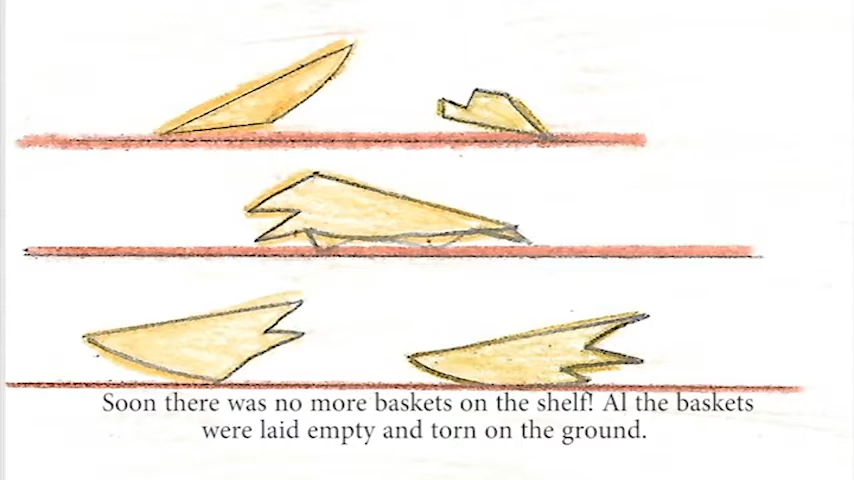 Soon there was no more baskets on the shelf! Al the baskets
were laid empty and torn on the ground.